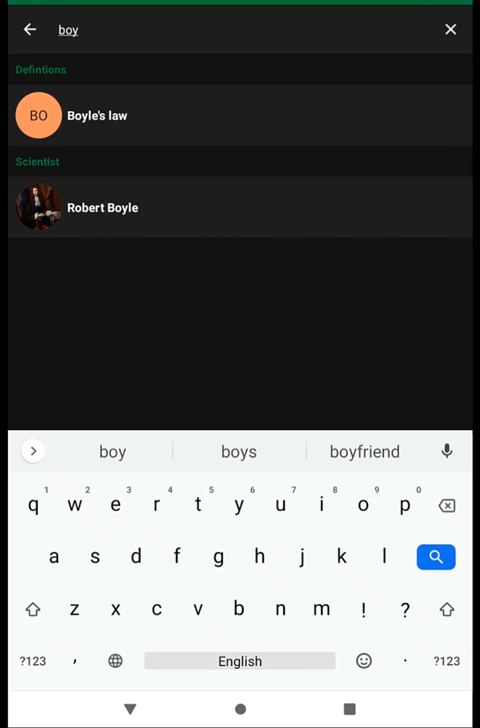 boy
Defintions
BO Boyle's law
Scientist
Robert Boyle
boy boys boyfriend
1 2 3 4 5 6 7 8 9 0
q w e r t y u i o p
a s d f g h j k l
z x c v b n m ! ?
?123 , English . ?123